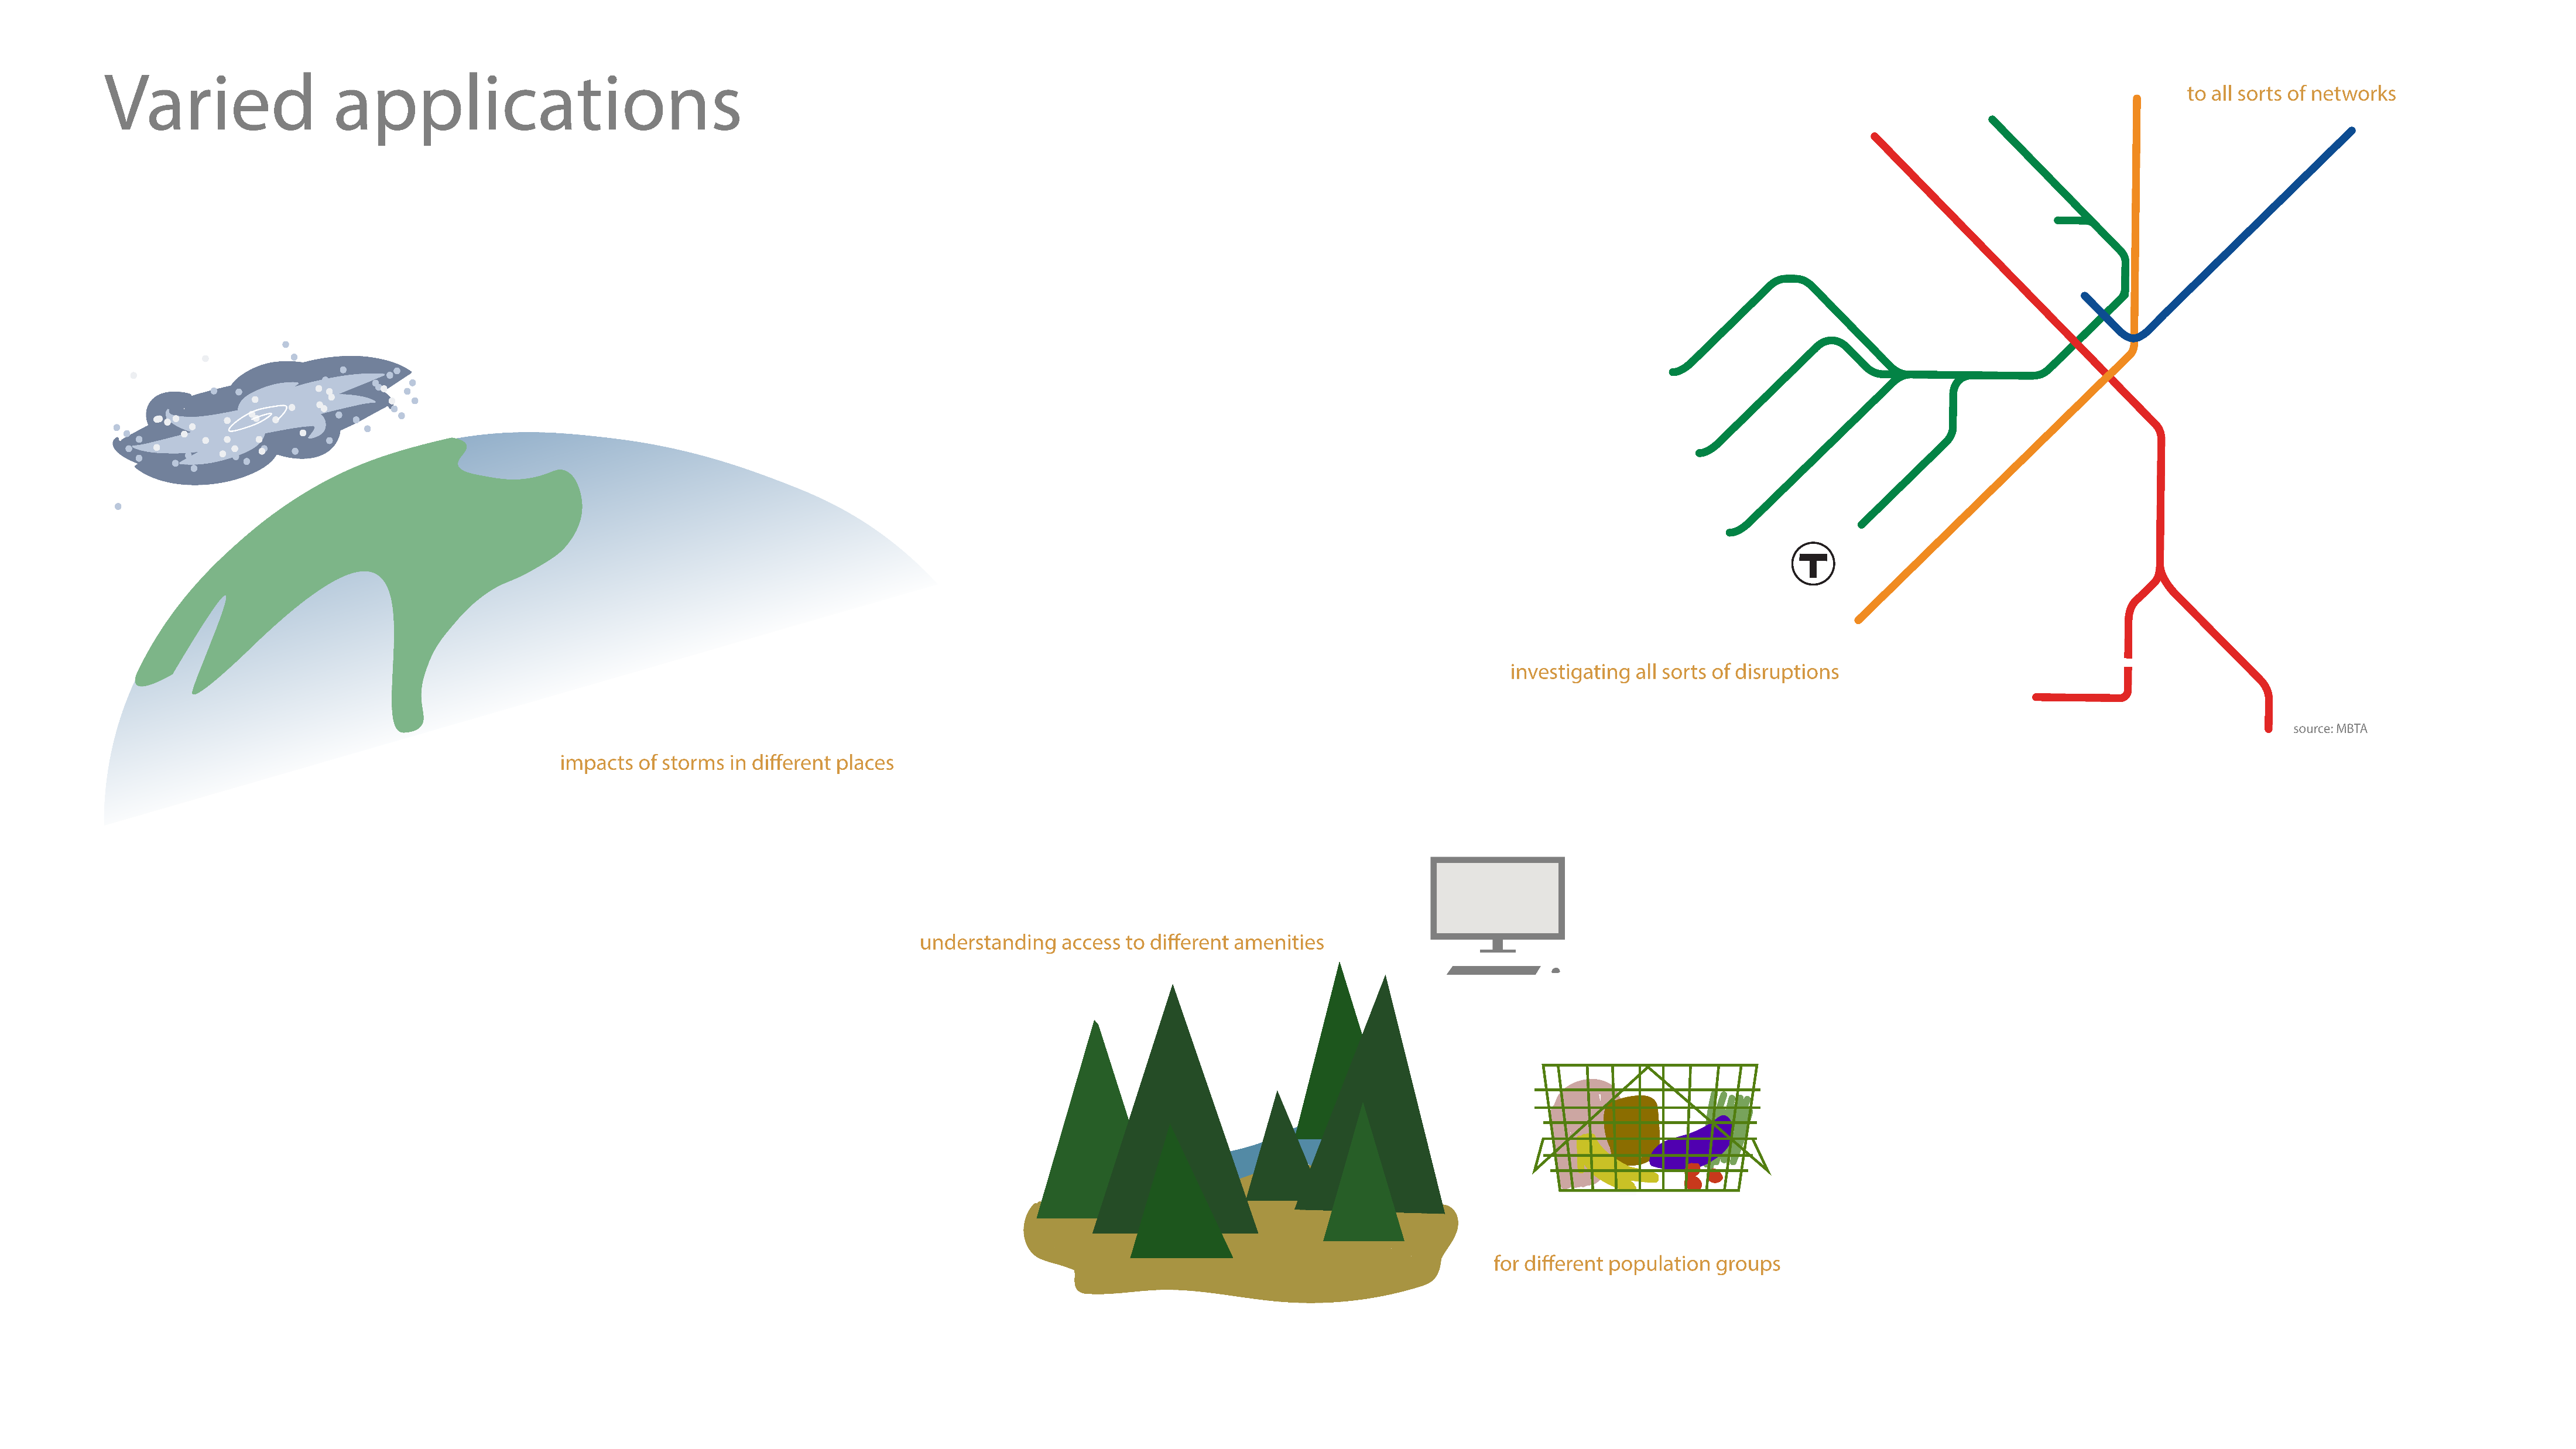 Varied applications
to all sorts of networks
T
investigating all sorts of disruptions
source: MBTA
impacts of storms in different places
understanding access to different amenities
for different population groups